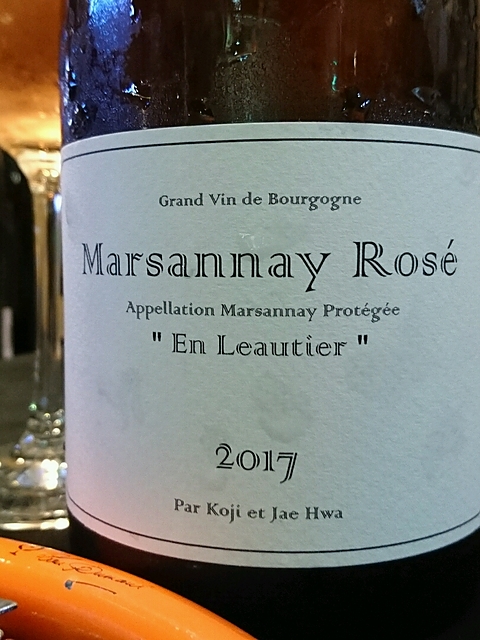 Grand Vin de Bourgogne
Marsannay Rosé
Appellation Marsannay Protégée
" En Leautier "
2017
Par Koji et Jae Hwa